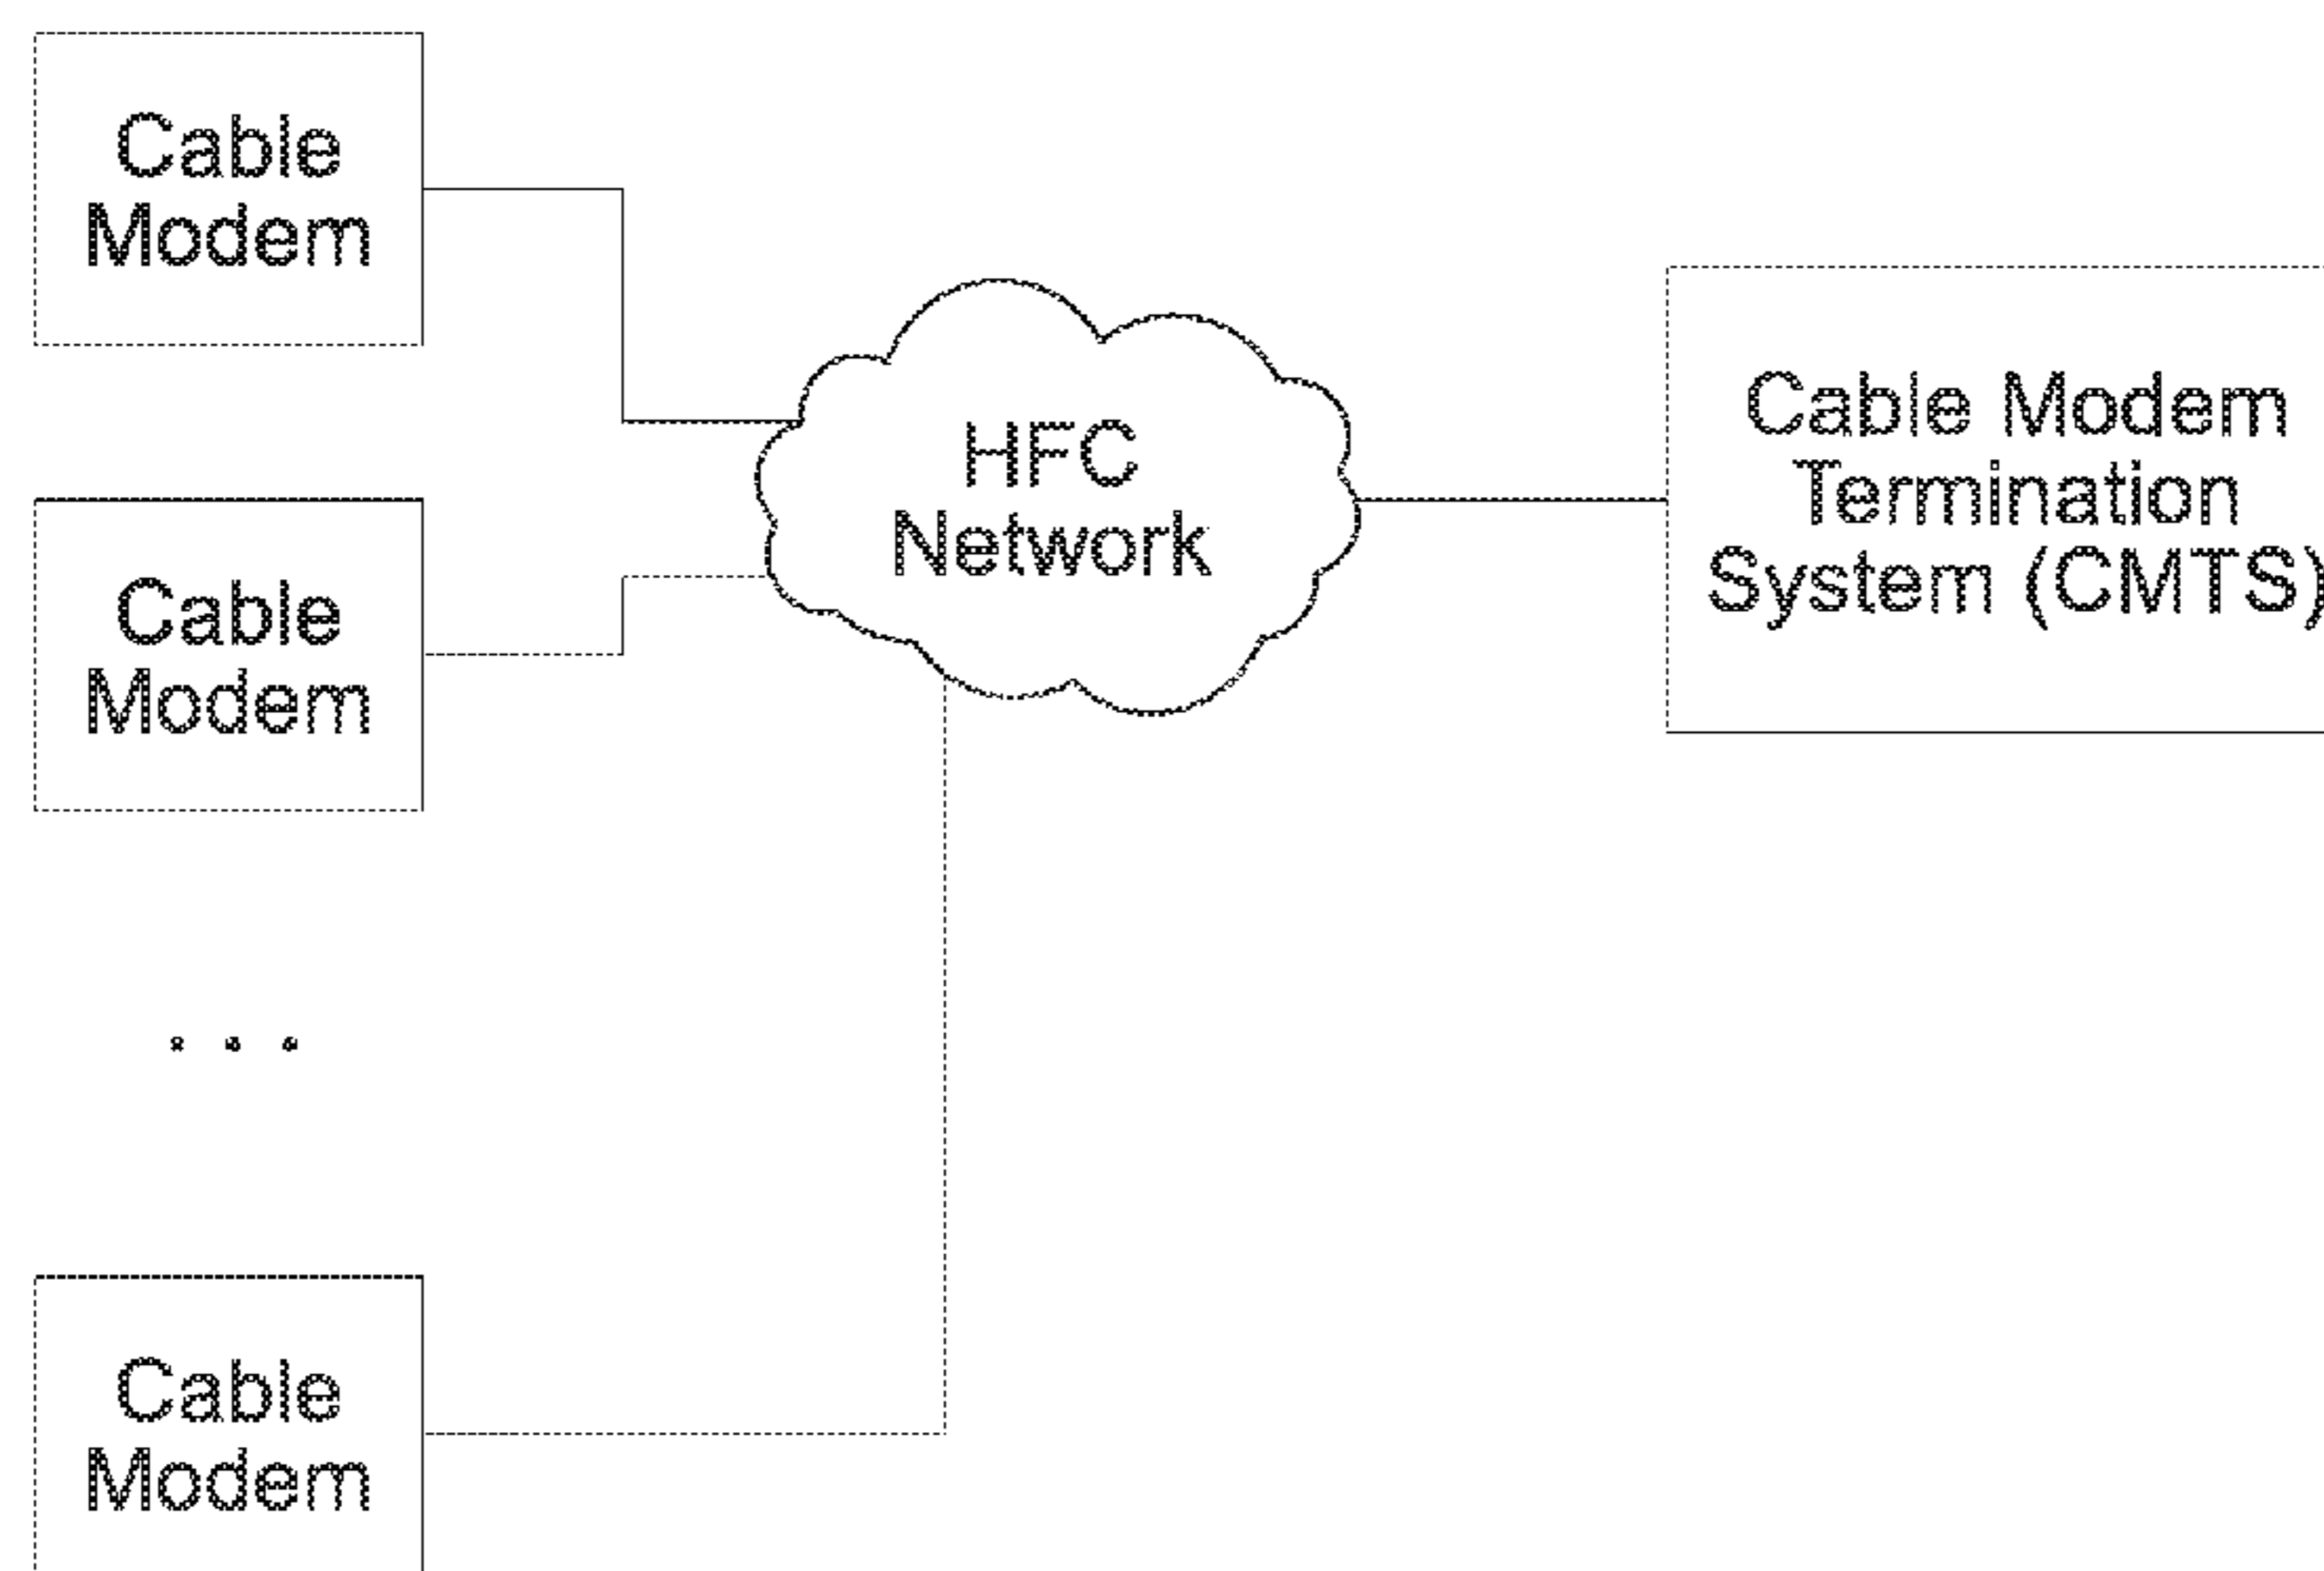 Cable
Modem
HFC
Network
Cable Modem
Termination
System (CMTS)
Cable
Modem
. . .
Cable
Modem